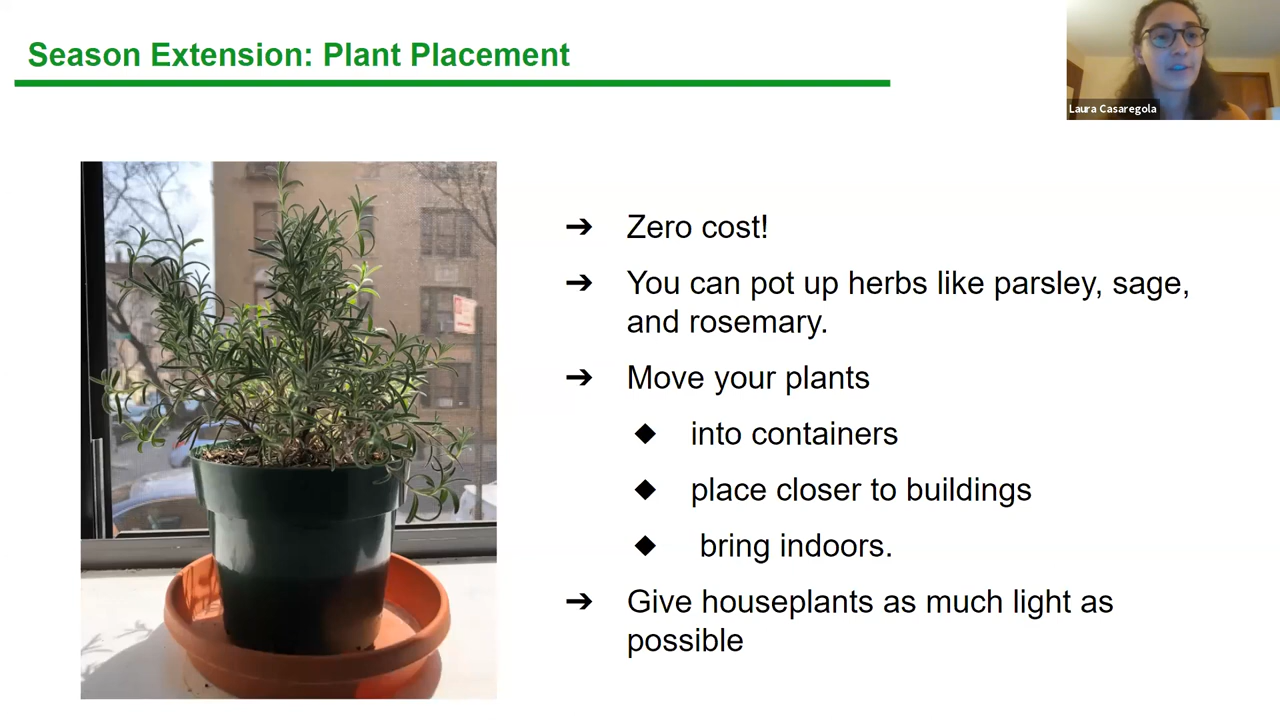 Season Extension: Plant Placement
Laura Casaregola
➔ Zero cost!
➔ You can pot up herbs like parsley, sage,
and rosemary.
➔ Move your plants
◆ into containers
◆ place closer to buildings
◆ bring indoors.
➔ Give houseplants as much light as
possible